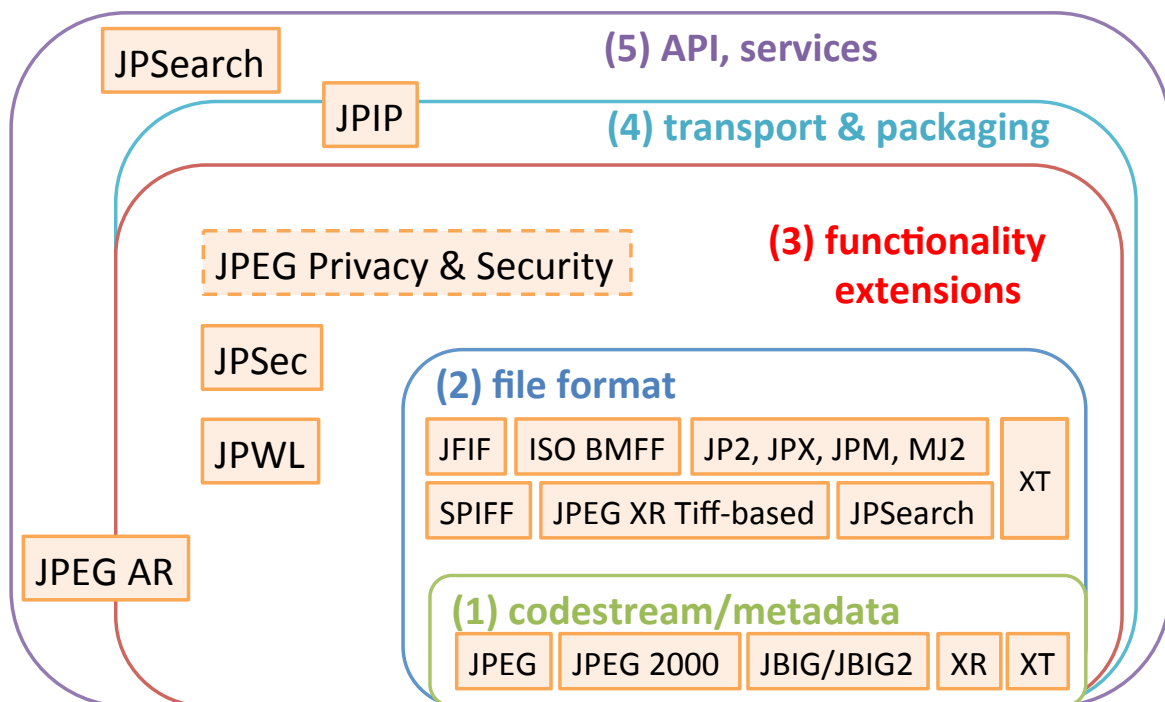 (5) API, services
JPSearch
JPIP
(4) transport & packaging
(3) functionality
extensions
JPEG Privacy & Security
JPSec
JPWL
JPEG AR
(2) file format
JFIF
ISO BMFF
JP2, JPX, JPM, MJ2
XT
SPIFF
JPEG XR Tiff-based
JPSearch
(1) codestream/metadata
JPEG
JPEG 2000
JBIG/JBIG2
XR
XT